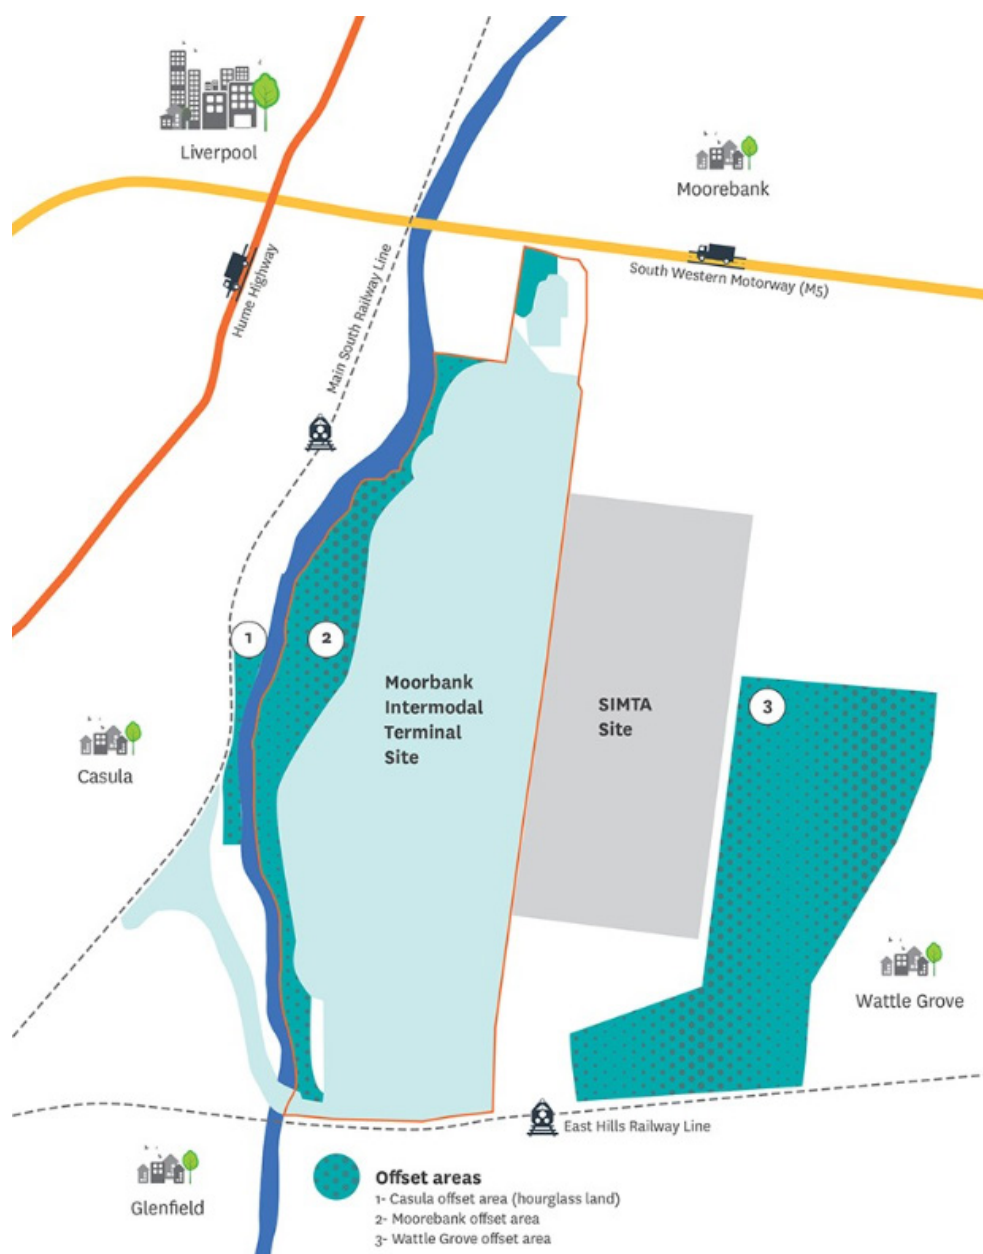 Liverpool
Moorebank
South Western Motorway (M5)
Hume Highway
Main South Railway Line
1
2
3
Moorbank
Intermodal
Terminal
Site
SIMTA
Site
Casula
Wattle Grove
East Hills Railway Line
Glenfield
Offset areas
1- Casula offset area (hourglass land)
2- Moorebank offset area
3- Wattle Grove offset area